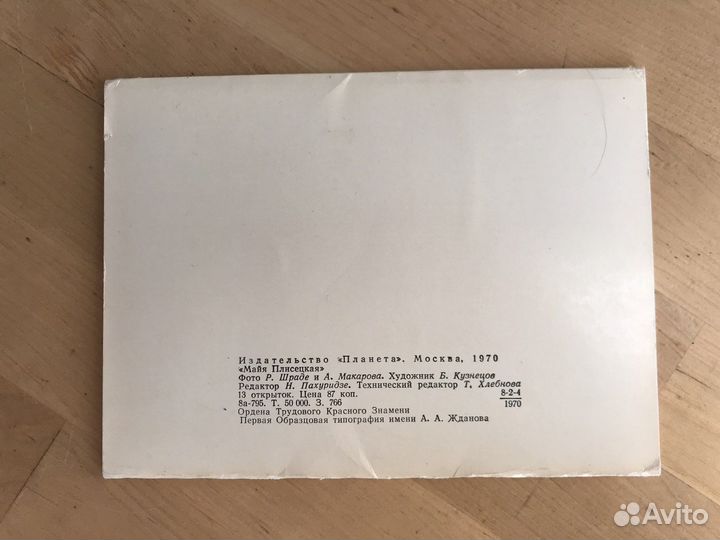 Издательство «Планета». Москва, 1970
«Майя Плисецкая»
Фото Р. Шраде и А. Макарова. Художник Б. Кузнецов
Редактор Н. Пахуридзе. Технический редактор Т. Хлебнова
13 открыток. Цена 87 коп. 8-2-4
8а-795. Т. 50 000. З. 766 1970
Ордена Трудового Красного Знамени
Первая Образцовая типография имени А. А. Жданова
Avito